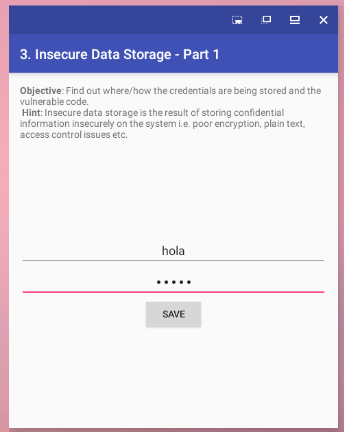 3. Insecure Data Storage - Part 1
Objective: Find out where/how the credentials are being stored and the
vulnerable code.
Hint: Insecure data storage is the result of storing confidential
information insecurely on the system i.e. poor encryption, plain text,
access control issues etc.
hola
•••••
SAVE